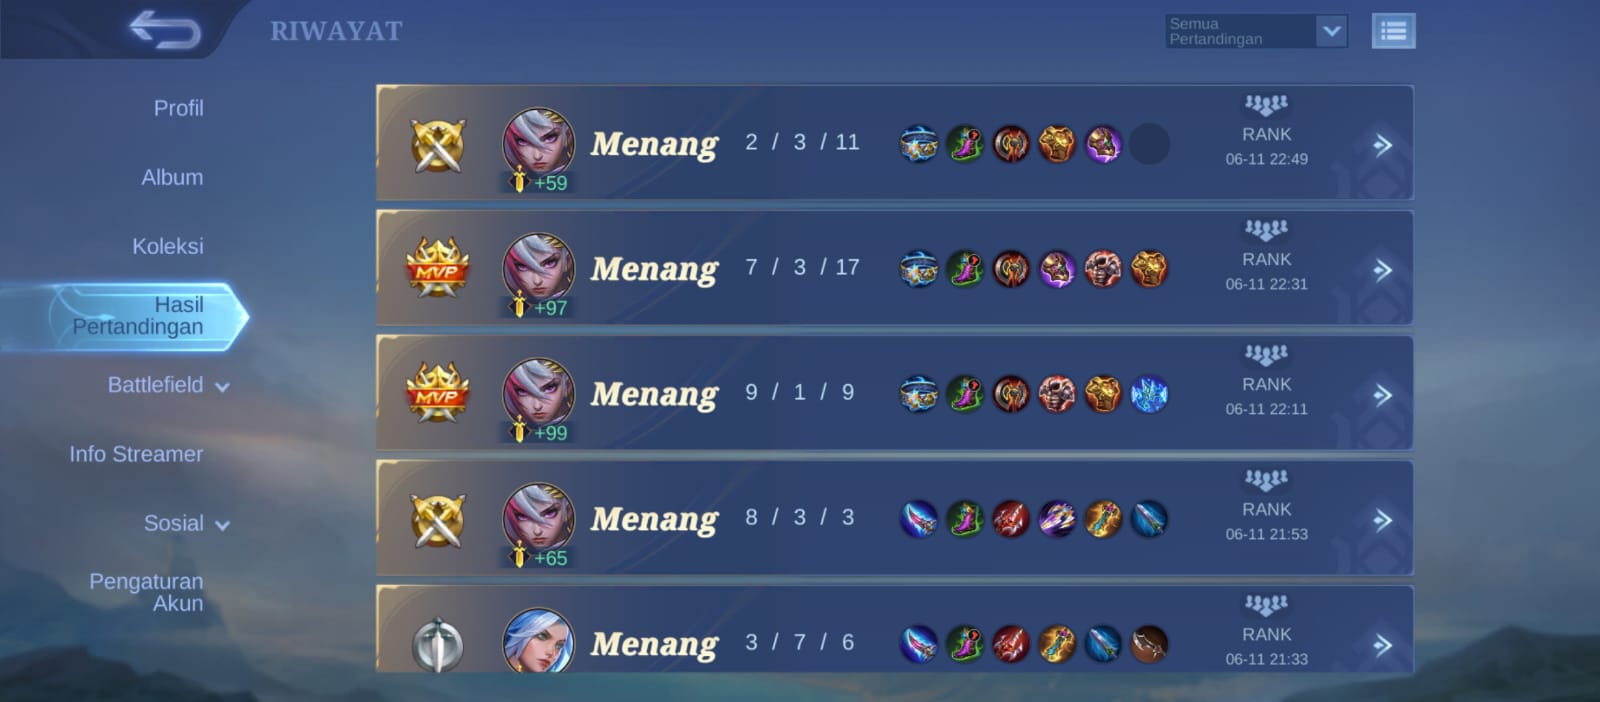 RIWAYAT
Semua
Pertandingan
Profil
Album
Koleksi
Hasil
Pertandingan
Battlefield
Info Streamer
Sosial
Pengaturan
Akun
+59
Menang 2 / 3 / 11
RANK
06-11 22:49
MVP
+97
Menang 7 / 3 / 17
RANK
06-11 22:31
MVP
+99
Menang 9 / 1 / 9
RANK
06-11 22:11
+65
Menang 8 / 3 / 3
RANK
06-11 21:53
Menang 3 / 7 / 6
RANK
06-11 21:33